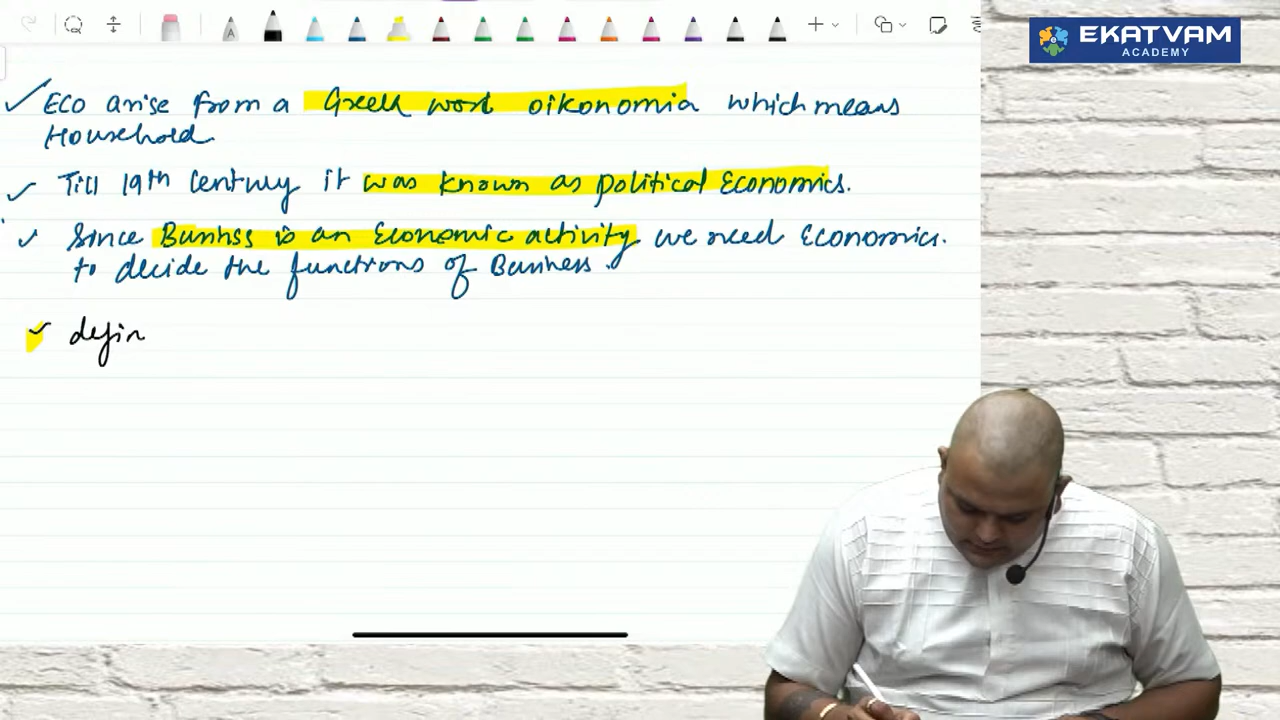 EKATVAM
ACADEMY
Eco arise from a Greek word oikonomia which means
Household.
Till 19th Century it was known as political Economics.
Since Business is an Economic activity we need Economics.
to decide the functions of Business.
defin